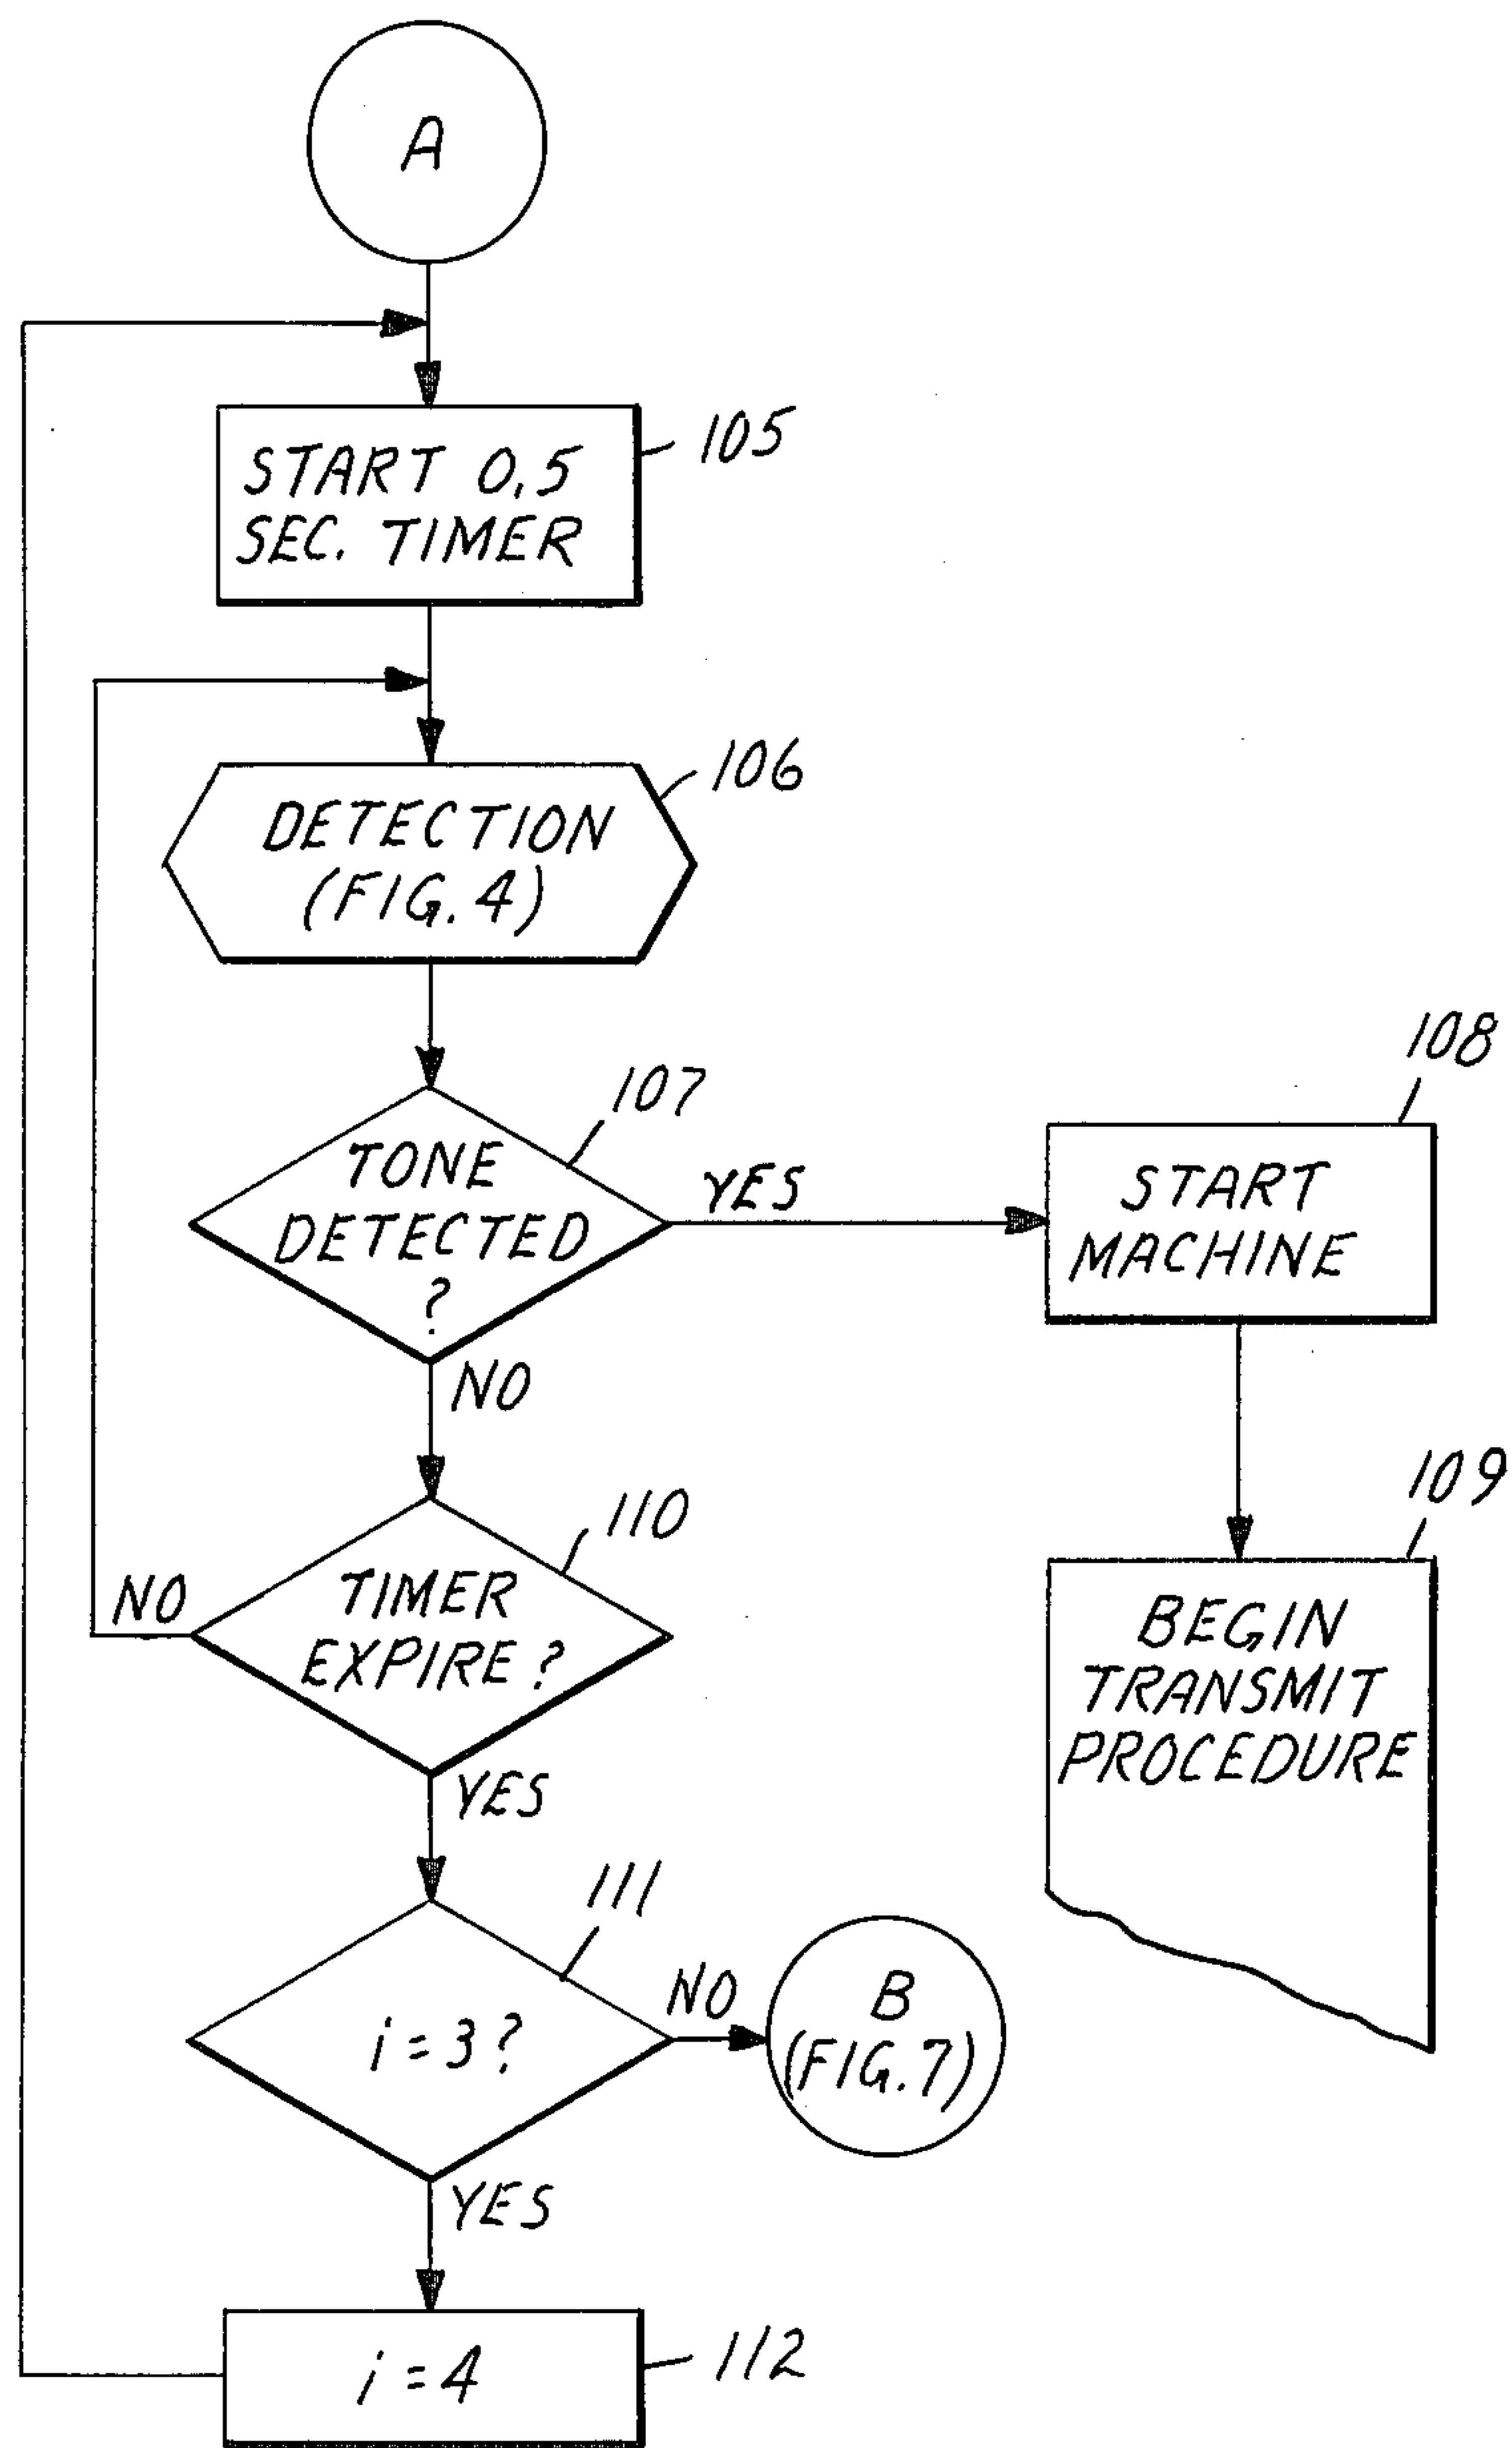 A
START 0,5
SEC. TIMER
105
DETECTION
(FIG. 4)
106
TONE
DETECTED
?
107
YES
START
MACHINE
108
NO
BEGIN
TRANSMIT
PROCEDURE
109
TIMER
EXPIRE?
110
NO
YES
i = 3?
111
NO
B
(FIG. 7)
YES
i = 4
112